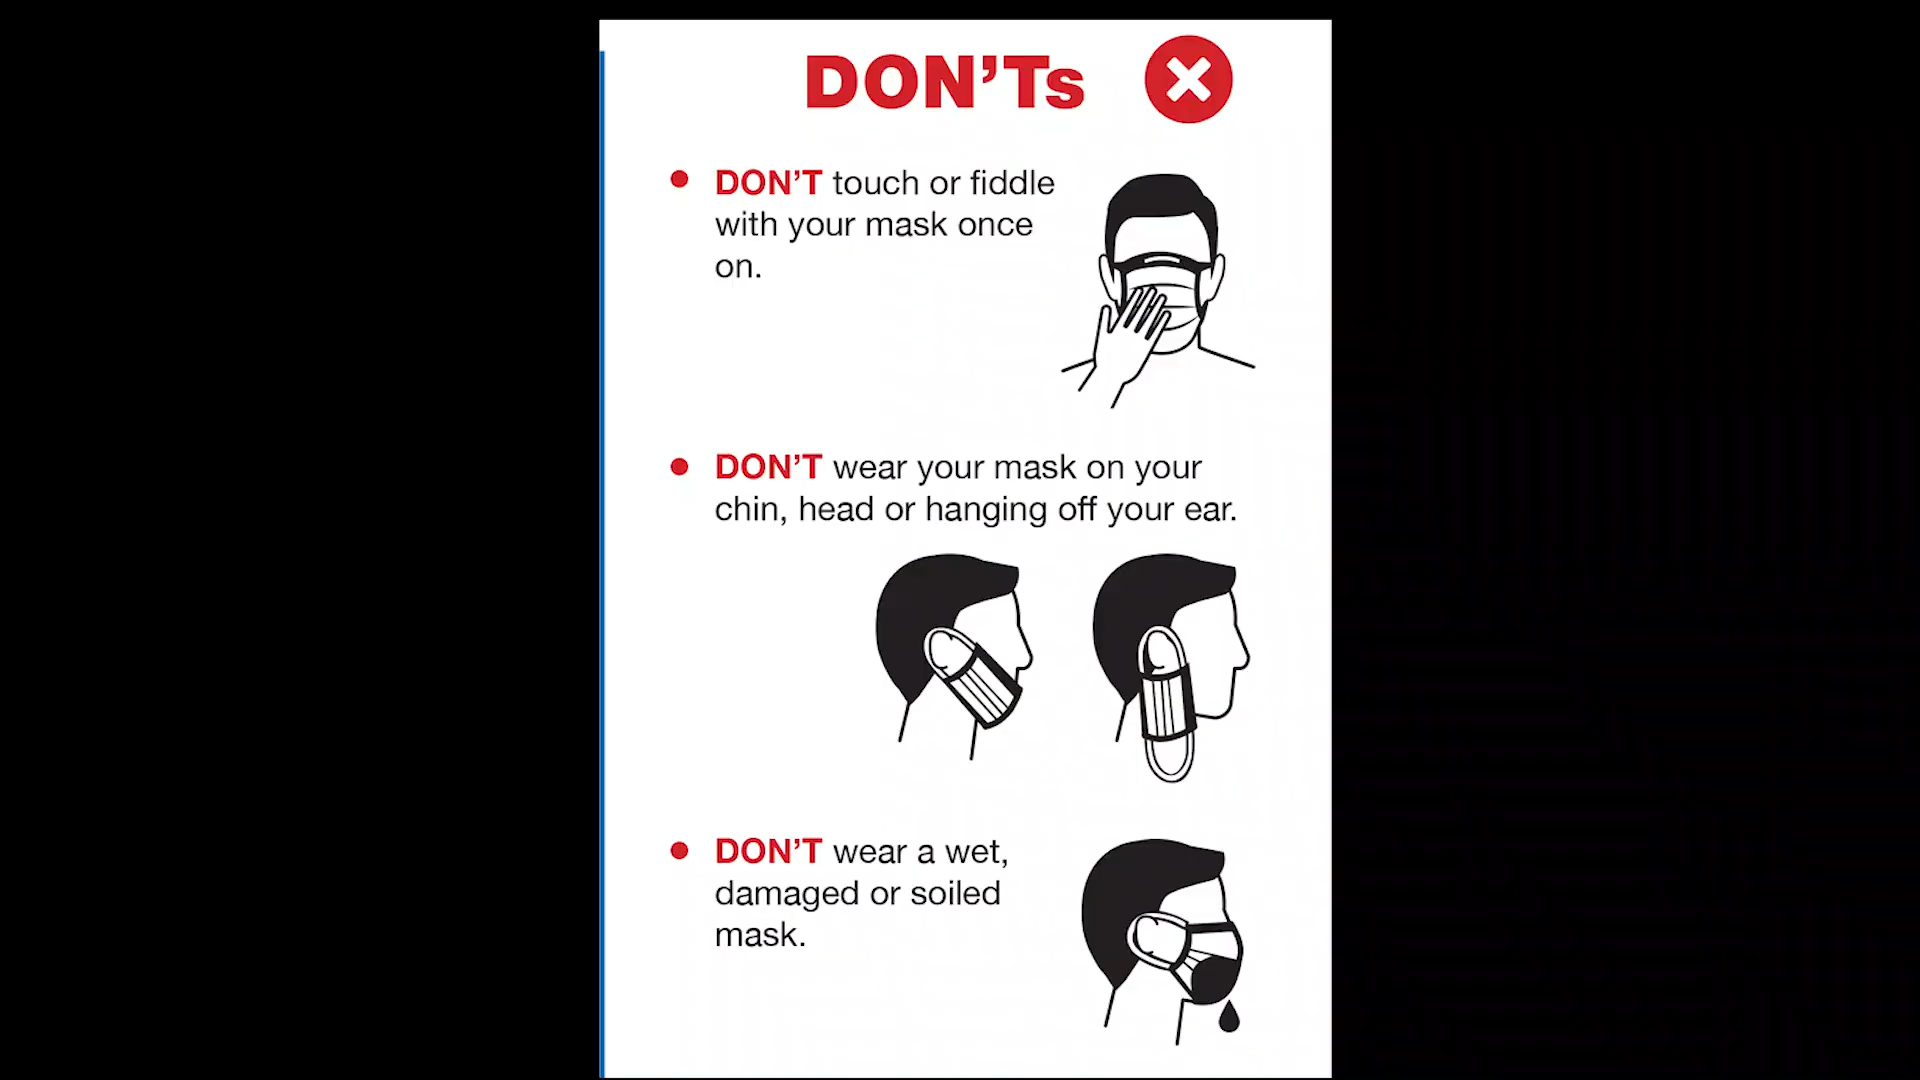 DON’Ts
DON’T touch or fiddle
with your mask once
on.
DON’T wear your mask on your
chin, head or hanging off your ear.
DON’T wear a wet,
damaged or soiled
mask.